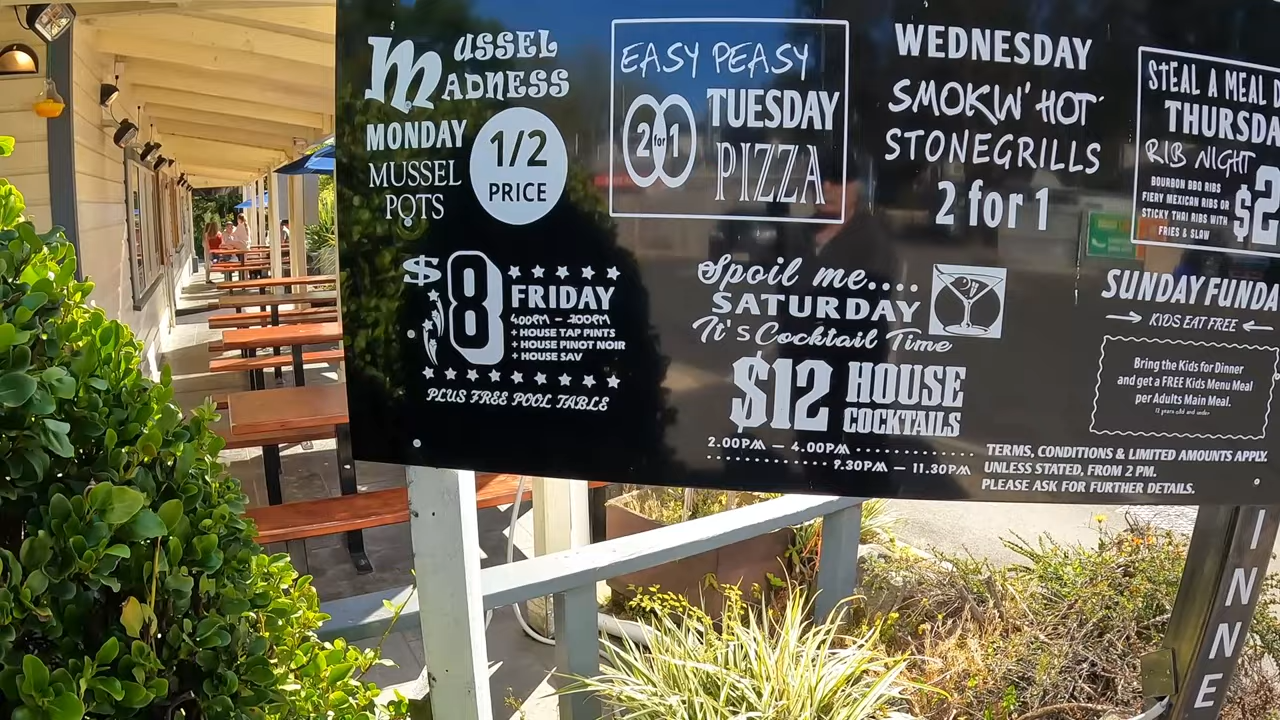 Mussel
Madness
MONDAY
MUSSEL
POTS
1/2
PRICE
EASY PEASY
2 for 1
TUESDAY
PIZZA
WEDNESDAY
SMOKIN' HOT
STONEGRILLS
2 for 1
STEAL A MEAL
RIB NIGHT
BOURBON BBQ RIBS
FIERY MEXICAN RIBS OR
STICKY THAI RIBS WITH
FRIES & SLAW
$8
FRIDAY
4.00PM – 7.00PM
+ HOUSE TAP PINTS
+ HOUSE PINOT NOIR
+ HOUSE SAV
PLUS FREE POOL TABLE
Spoil me....
SATURDAY
It's Cocktail Time
$12 HOUSE
COCKTAILS
2.00PM – 4.00PM
9.30PM – 11.30PM
SUNDAY
KIDS EAT FREE
Bring the Kids for Dinner
and get a FREE Kids Menu Meal
per Adults Main Meal.
12 years old and under
TERMS, CONDITIONS & LIMITED AMOUNTS APPLY.
UNLESS STATED, FROM 2 PM.
PLEASE ASK FOR FURTHER DETAILS.